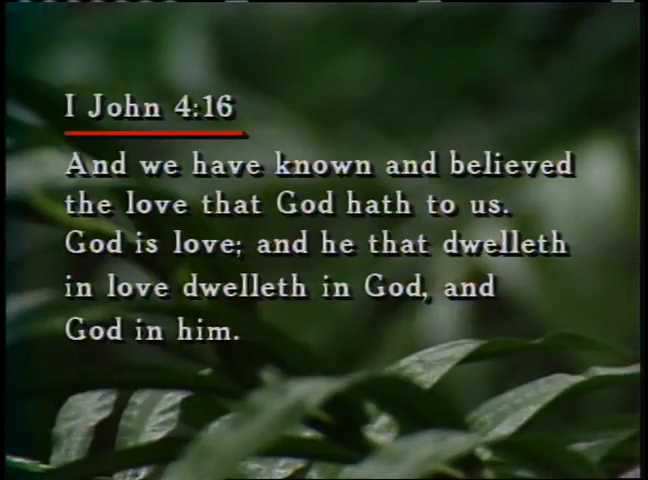 I John 4:16
And we have known and believed
the love that God hath to us.
God is love; and he that dwelleth
in love dwelleth in God, and
God in him.